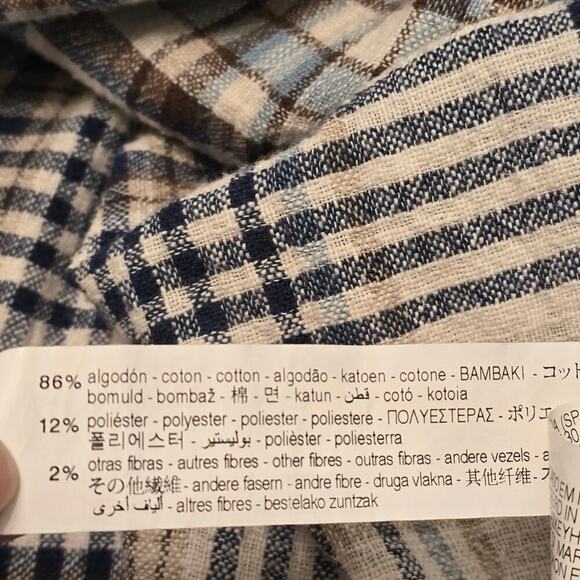 86% algodón - coton - cotton - algodão - katoen - cotone - BAMBAKI - コット
bomuld - bombaž - 棉 - 면 - katun - قطن - cotó - kotoia
12% poliéster - polyester - poliester - poliestere - ΠΟΛΥΕΣΤΕΡΑΣ - ポリエ
폴리에스터 - بوليستير - polièster - poliesterra
2% otras fibras - autres fibres - other fibres - outras fibras - andere vezels - a
その他繊維 - andere fasern - andre fibre - druga vlakna - 其他纤维 -
ألياف أخرى - altres fibres - bestelako zuntzak
(SP